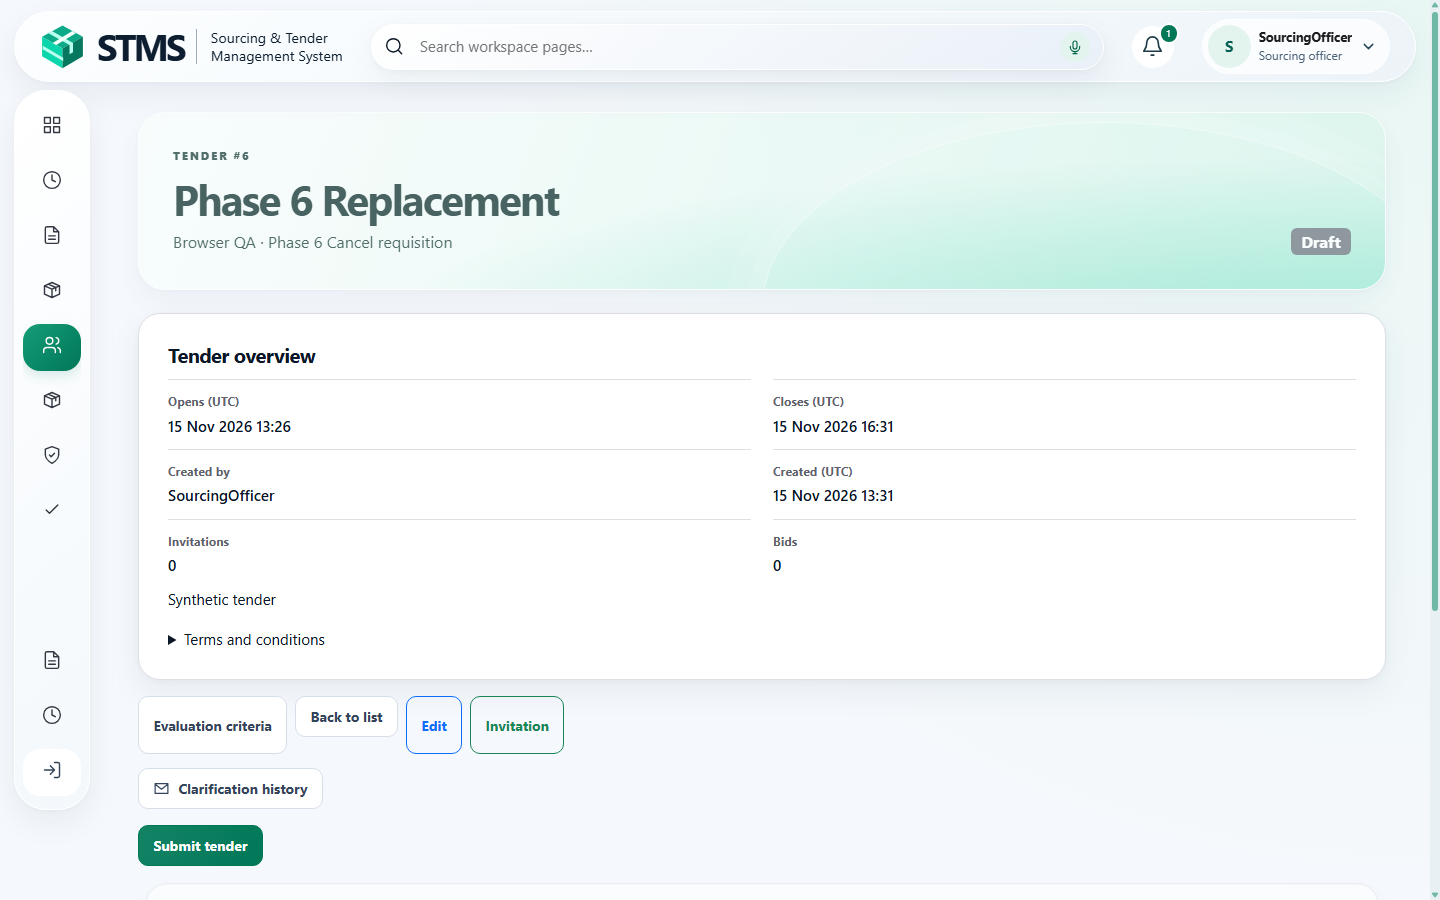 STMS
Sourcing & Tender
Management System
Search workspace pages...
1
S
SourcingOfficer
Sourcing officer
TENDER #6
Phase 6 Replacement
Browser QA · Phase 6 Cancel requisition
Draft
Tender overview
Opens (UTC)
15 Nov 2026 13:26
Closes (UTC)
15 Nov 2026 16:31
Created by
SourcingOfficer
Created (UTC)
15 Nov 2026 13:31
Invitations
0
Bids
0
Synthetic tender
Terms and conditions
Evaluation criteria
Back to list
Edit
Invitation
Clarification history
Submit tender